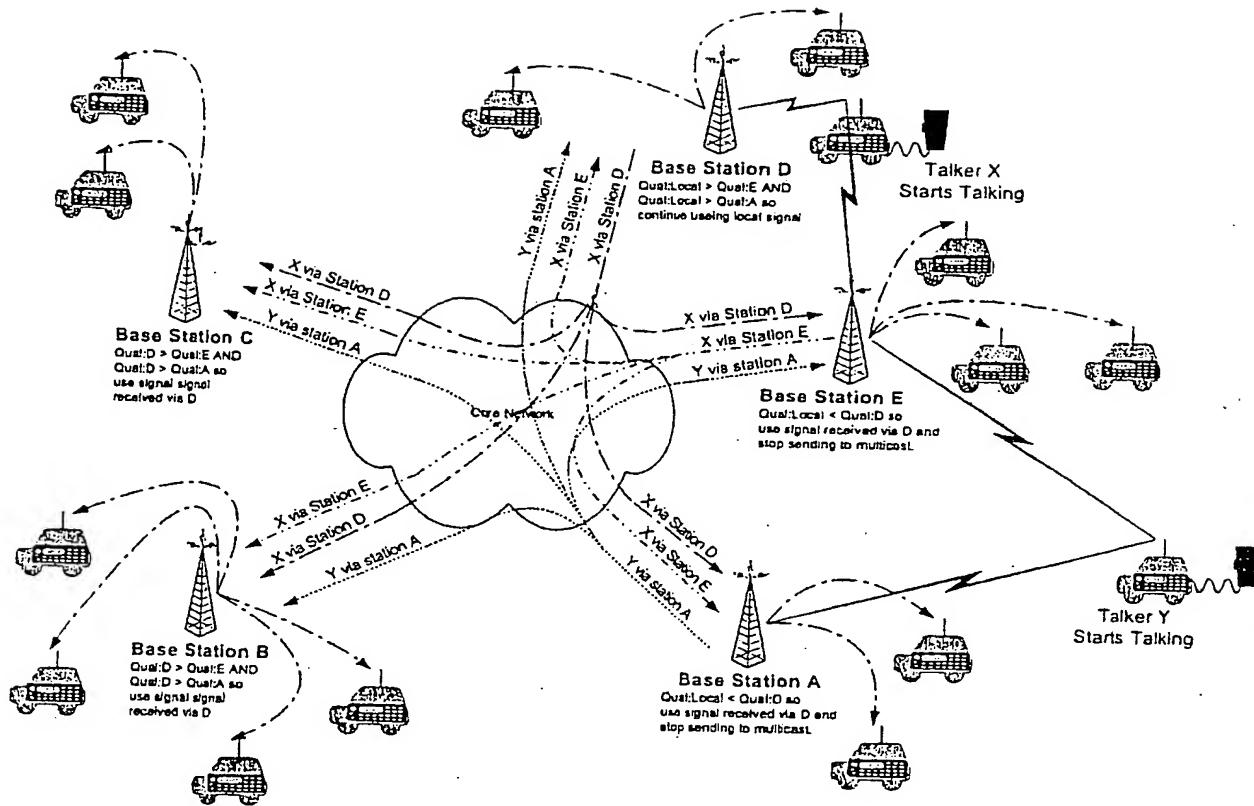 Base Station D
Qual:Local > Qual:E AND
Qual:Local > Qual:A so
continue useing local signal
Talker X
Starts Talking
Y via station A
X via Station E
X via Station D
X via Station D
X via Station E
Y via station A
Base Station C
Qual:D > Qual:E AND
Qual:D > Qual:A so
use signal signal
received via D
X via Station D
X via Station E
Y via station A
Base Station E
Qual:Local < Qual:D so
use signal received via D and
stop sending to multicast.
Core Network
X via Station E
X via Station D
Y via station A
X via Station D
X via Station E
Y via station A
Base Station B
Qual:D > Qual:E AND
Qual:D > Qual:A so
use signal signal
received via D
Base Station A
Qual:Local < Qual:D so
use signal received via D and
stop sending to multicast.
Talker Y
Starts Talking